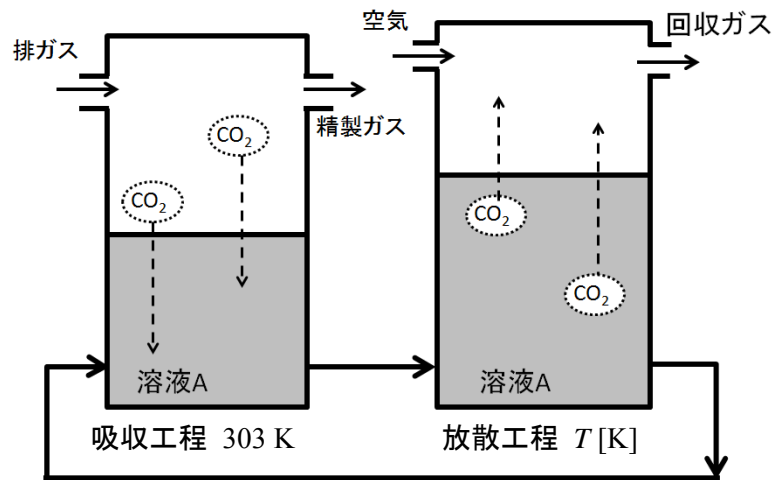 排ガス
精製ガス
CO2
CO2
溶液A
吸収工程 303 K
空気
回収ガス
CO2
CO2
溶液A
放散工程 T [K]